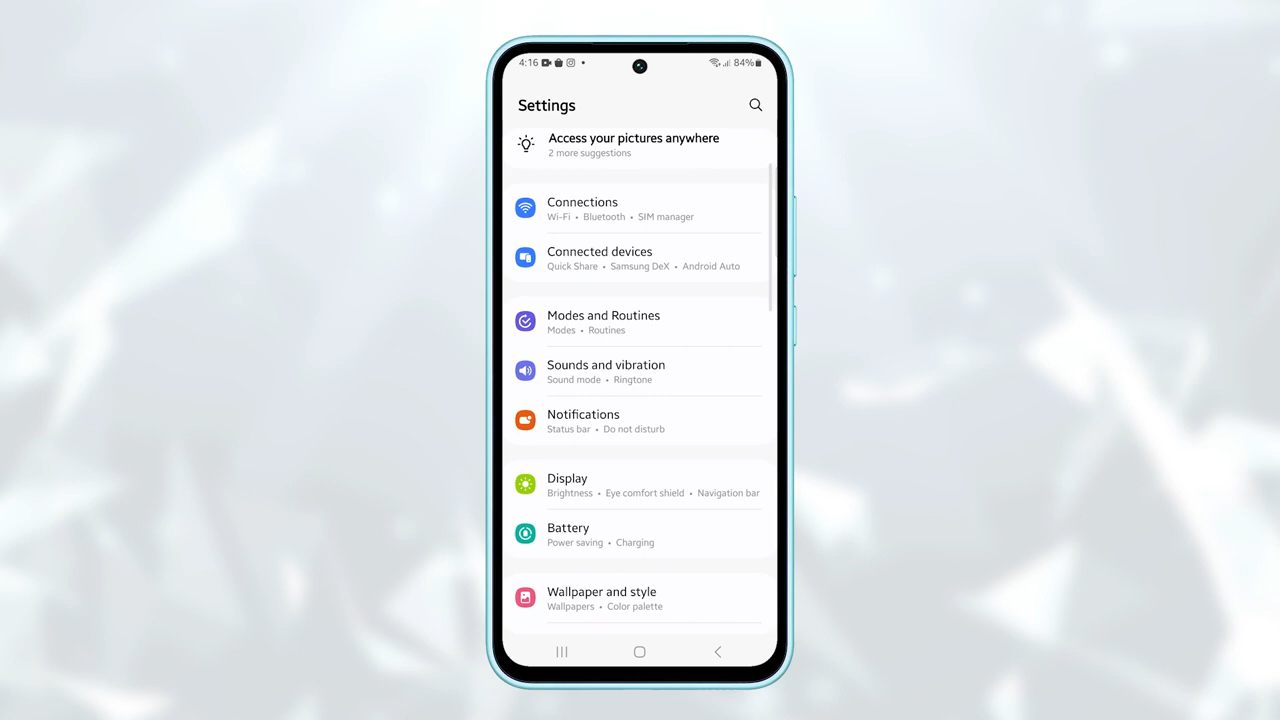 4:16 84%
Settings
Access your pictures anywhere
2 more suggestions
Connections
Wi-Fi • Bluetooth • SIM manager
Connected devices
Quick Share • Samsung DeX • Android Auto
Modes and Routines
Modes • Routines
Sounds and vibration
Sound mode • Ringtone
Notifications
Status bar • Do not disturb
Display
Brightness • Eye comfort shield • Navigation bar
Battery
Power saving • Charging
Wallpaper and style
Wallpapers • Color palette